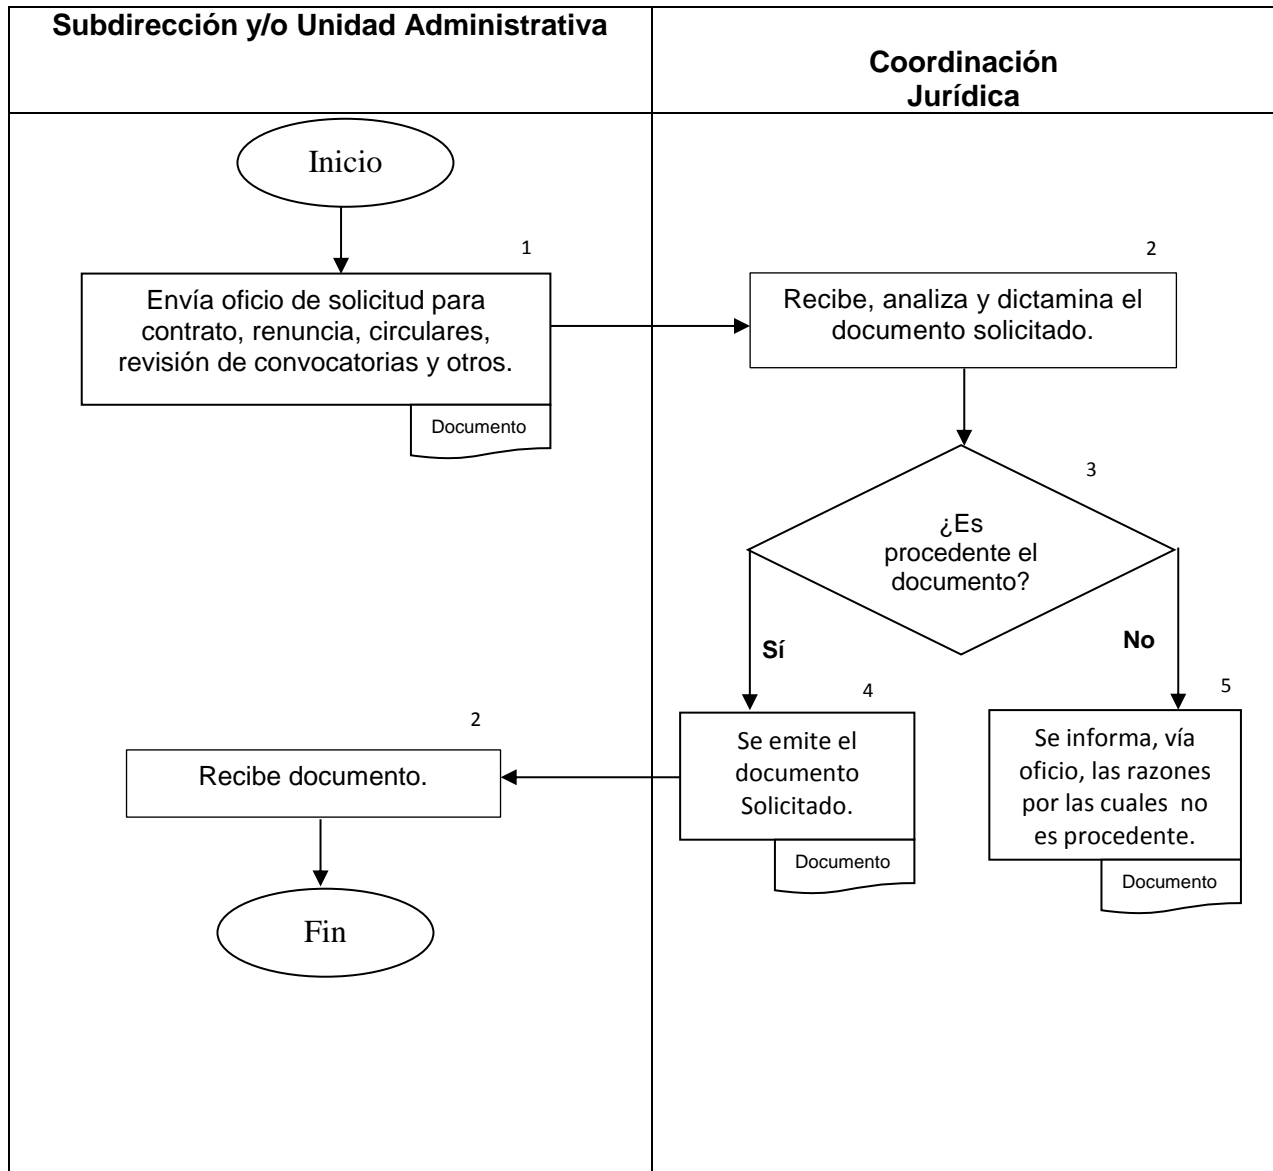 Subdirección y/o Unidad Administrativa
Coordinación
Jurídica
Inicio
1
Envía oficio de solicitud para
contrato, renuncia, circulares,
revisión de convocatorias y otros.
Documento
2
Recibe, analiza y dictamina el
documento solicitado.
3
¿Es
procedente el
documento?
Sí
No
4
Se emite el
documento
Solicitado.
Documento
5
Se informa, vía
oficio, las razones
por las cuales  no
es procedente.
Documento
2
Recibe documento.
Fin